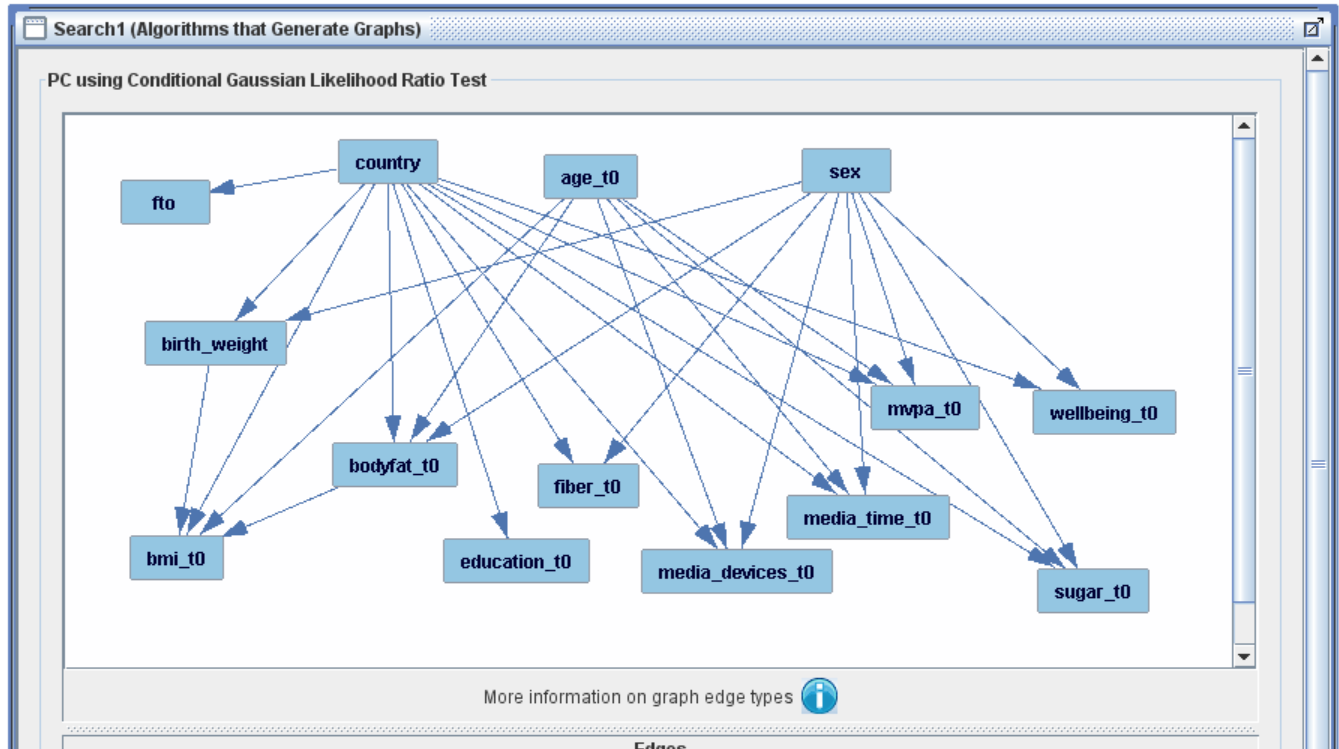 Search1 (Algorithms that Generate Graphs)
PC using Conditional Gaussian Likelihood Ratio Test
country
age_t0
sex
fto
birth_weight
mvpa_t0
wellbeing_t0
bodyfat_t0
fiber_t0
media_time_t0
bmi_t0
education_t0
media_devices_t0
sugar_t0
More information on graph edge types
Edges